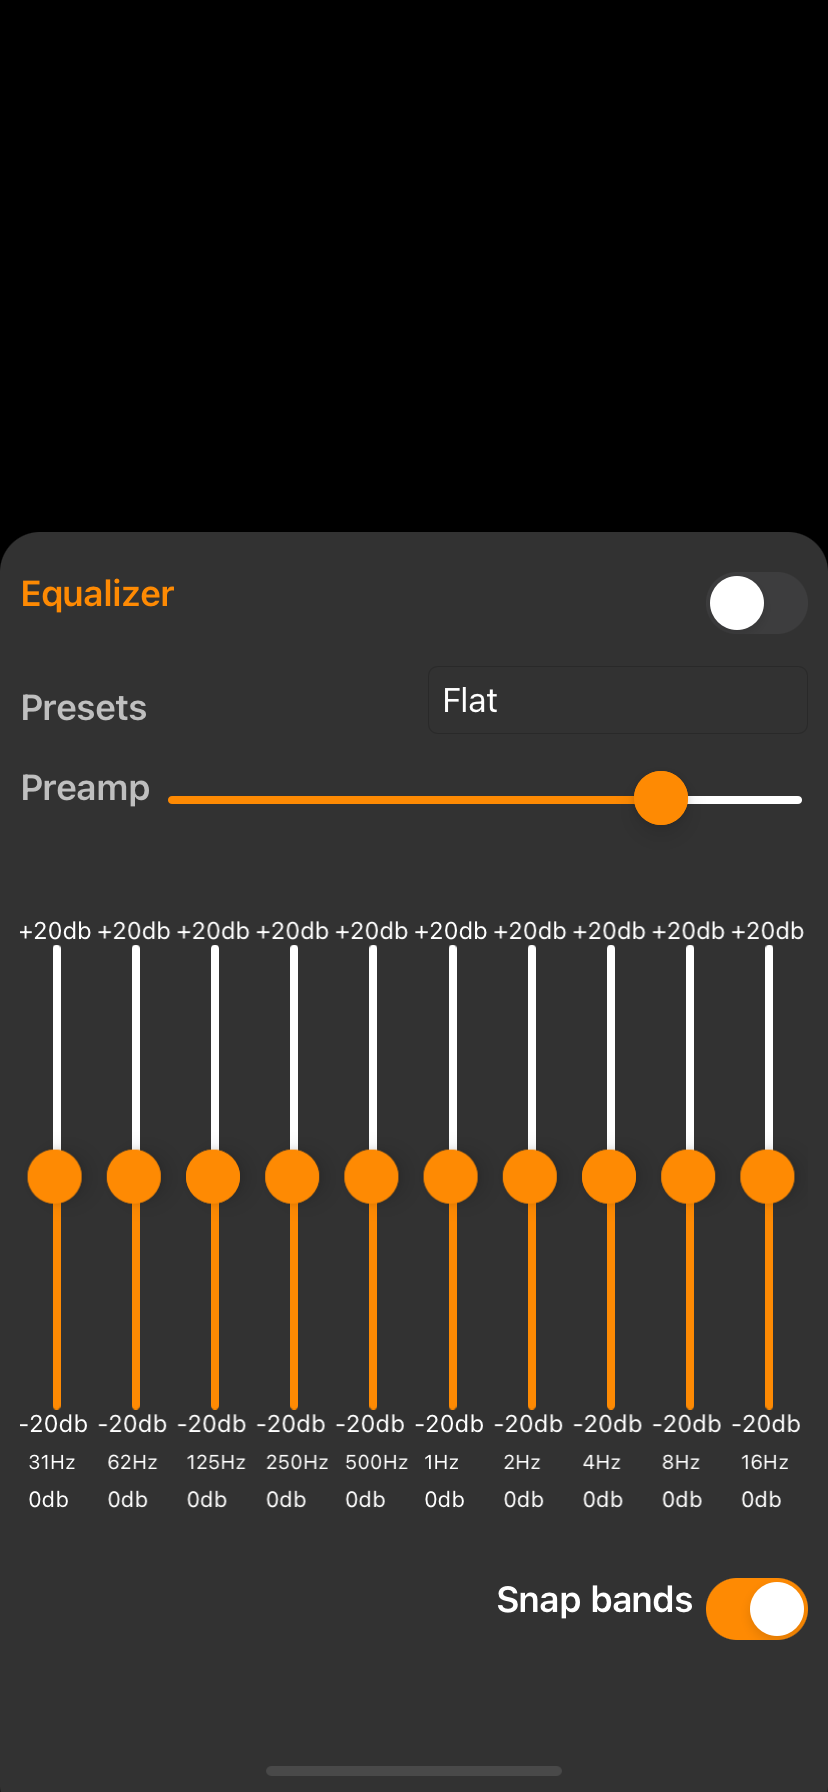 Equalizer
Presets
Flat
Preamp
+20db +20db +20db +20db +20db +20db +20db +20db +20db +20db
-20db -20db -20db -20db -20db -20db -20db -20db -20db -20db
31Hz 62Hz 125Hz 250Hz 500Hz 1Hz 2Hz 4Hz 8Hz 16Hz
0db 0db 0db 0db 0db 0db 0db 0db 0db 0db
Snap bands